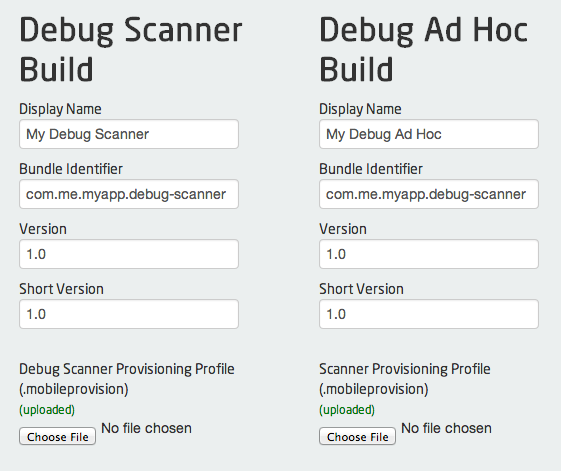 Debug Scanner
Build
Display Name
My Debug Scanner
Bundle Identifier
com.me.myapp.debug-scanner
Version
1.0
Short Version
1.0
Debug Scanner Provisioning Profile
(.mobileprovision)
(uploaded)
Choose File No file chosen
Debug Ad Hoc
Build
Display Name
My Debug Ad Hoc
Bundle Identifier
com.me.myapp.debug-scanner
Version
1.0
Short Version
1.0
Scanner Provisioning Profile
(.mobileprovision)
(uploaded)
Choose File No file chosen